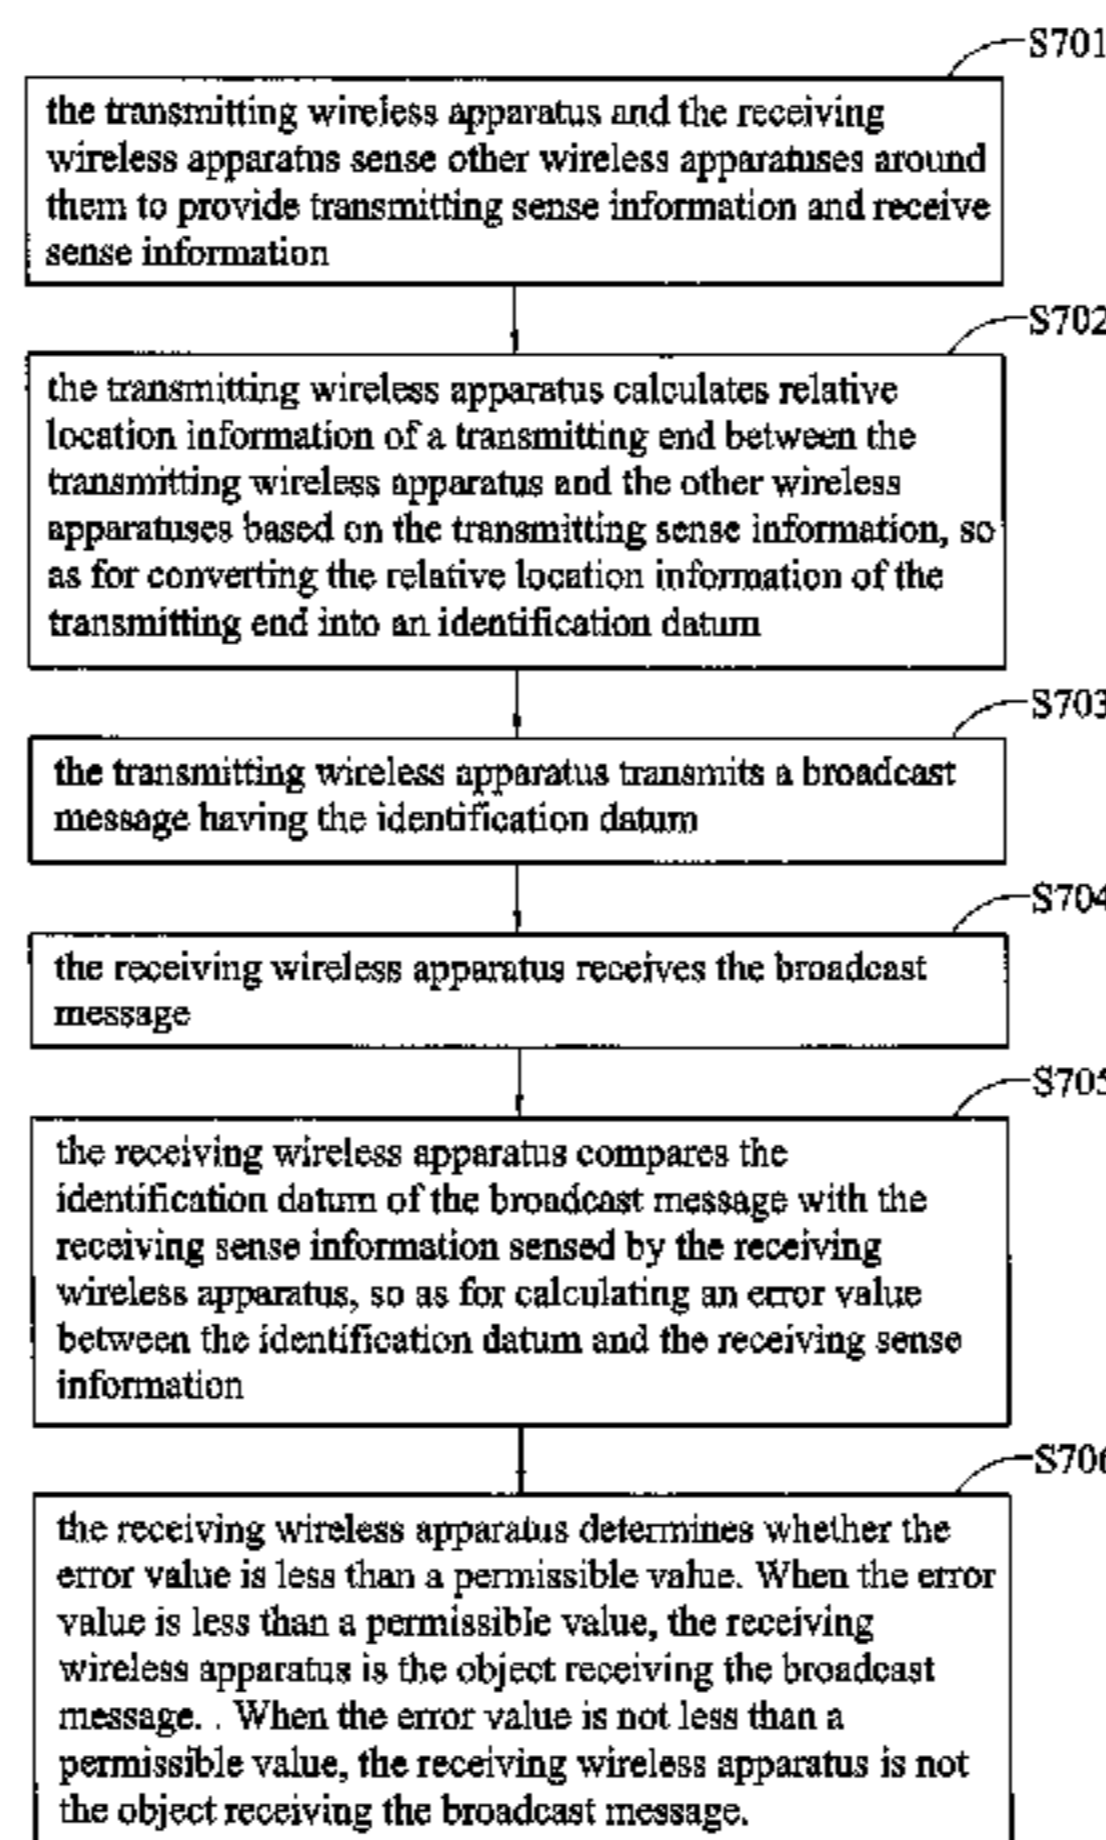 S701
the transmitting wireless apparatus and the receiving
wireless apparatus sense other wireless apparatuses around
them to provide transmitting sense information and receive
sense information
S702
the transmitting wireless apparatus calculates relative
location information of a transmitting end between the
transmitting wireless apparatus and the other wireless
apparatuses based on the transmitting sense information, so
as for converting the relative location information of the
transmitting end into an identification datum
S703
the transmitting wireless apparatus transmits a broadcast
message having the identification datum
S704
the receiving wireless apparatus receives the broadcast
message
S705
the receiving wireless apparatus compares the
identification datum of the broadcast message with the
receiving sense information sensed by the receiving
wireless apparatus, so as for calculating an error value
between the identification datum and the receiving sense
information
S706
the receiving wireless apparatus determines whether the
error value is less than a permissible value. When the error
value is less than a permissible value, the receiving
wireless apparatus is the object receiving the broadcast
message. . When the error value is not less than a
permissible value, the receiving wireless apparatus is not
the object receiving the broadcast message.